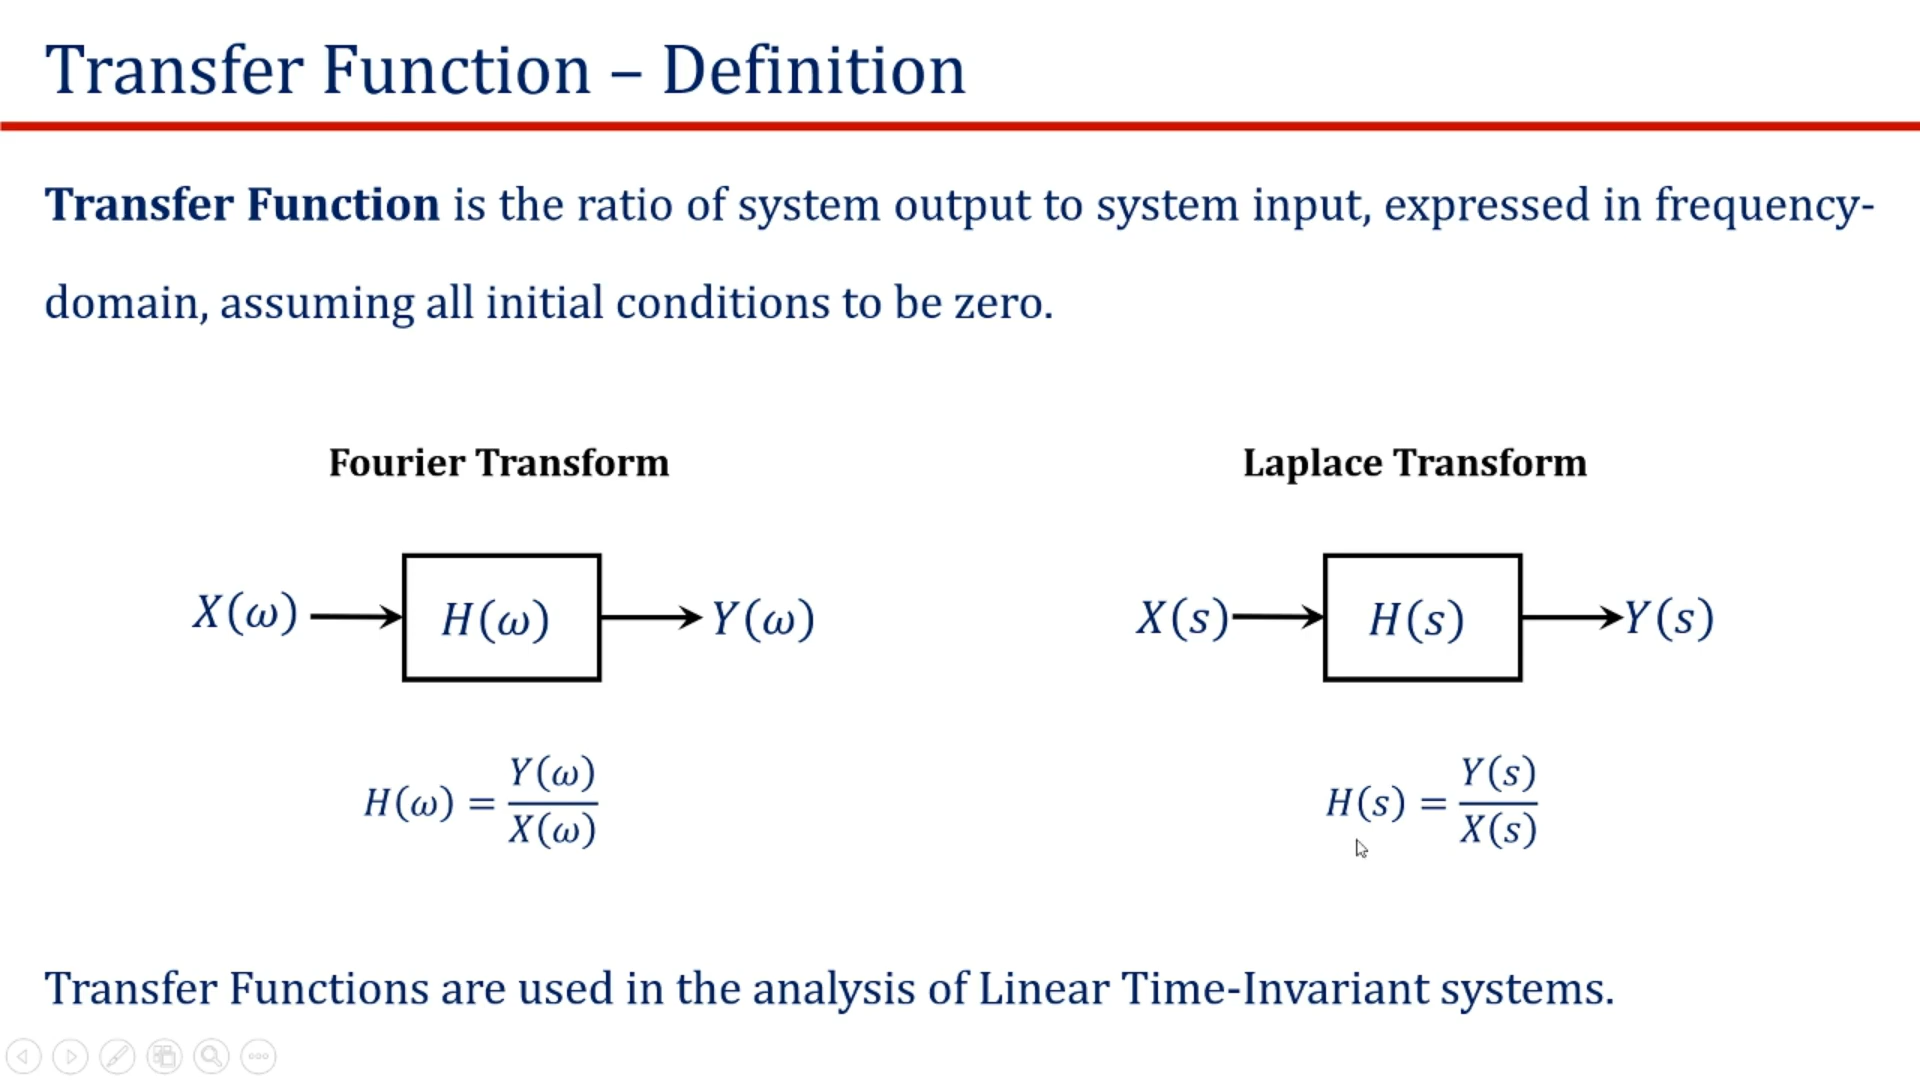 Transfer Function – Definition
Transfer Function is the ratio of system output to system input, expressed in frequency-
domain, assuming all initial conditions to be zero.
Fourier Transform
X(ω) H(ω) Y(ω)
H(ω) = Y(ω) / X(ω)
Laplace Transform
X(s) H(s) Y(s)
H(s) = Y(s) / X(s)
Transfer Functions are used in the analysis of Linear Time-Invariant systems.